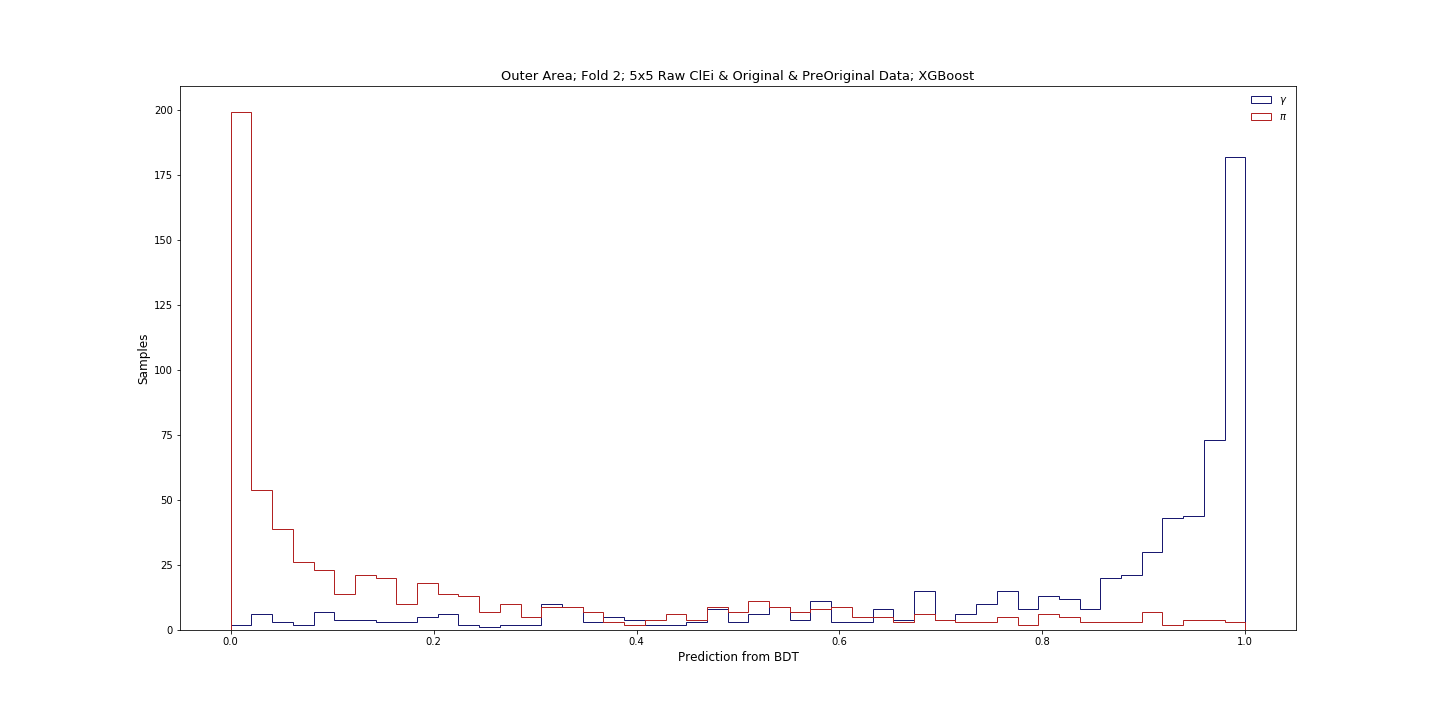 Outer Area; Fold 2; 5x5 Raw ClEi & Original & PreOriginal Data; XGBoost
γ
π
200
175
150
125
100
75
50
25
0
Samples
0.0 0.2 0.4 0.6 0.8 1.0
Prediction from BDT